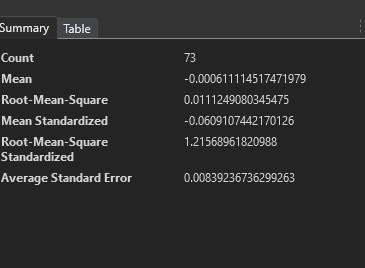 Summary Table
Count 73
Mean -0.000611114517471979
Root-Mean-Square 0.0111249080345475
Mean Standardized -0.0609107442170126
Root-Mean-Square 1.21568961820988
Standardized
Average Standard Error 0.00839236736299263